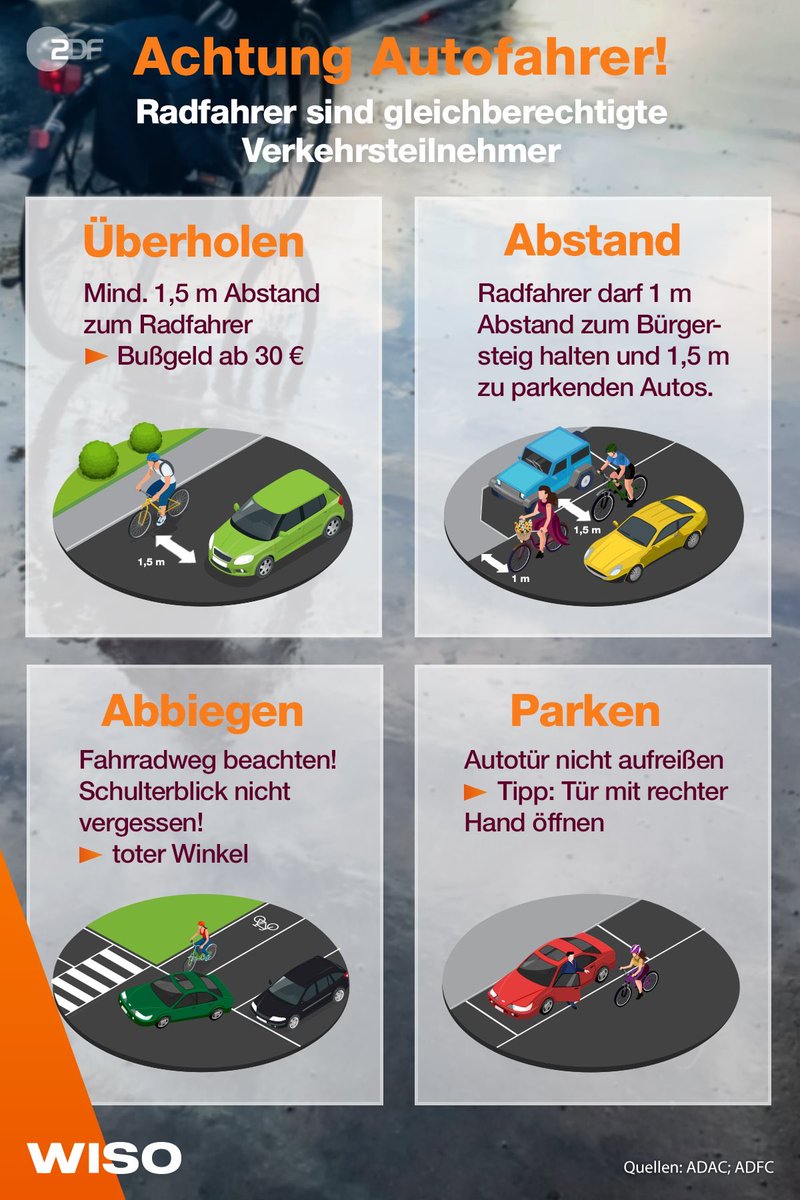 ZDF
Achtung Autofahrer!
Radfahrer sind gleichberechtigte
Verkehrsteilnehmer
Überholen
Mind. 1,5 m Abstand
zum Radfahrer
► Bußgeld ab 30 €
1,5 m
Abstand
Radfahrer darf 1 m
Abstand zum Bürger-
steig halten und 1,5 m
zu parkenden Autos.
1,5 m
1 m
Abbiegen
Fahrradweg beachten!
Schulterblick nicht
vergessen!
► toter Winkel
Parken
Autotür nicht aufreißen
► Tipp: Tür mit rechter
Hand öffnen
WISO
Quellen: ADAC; ADFC